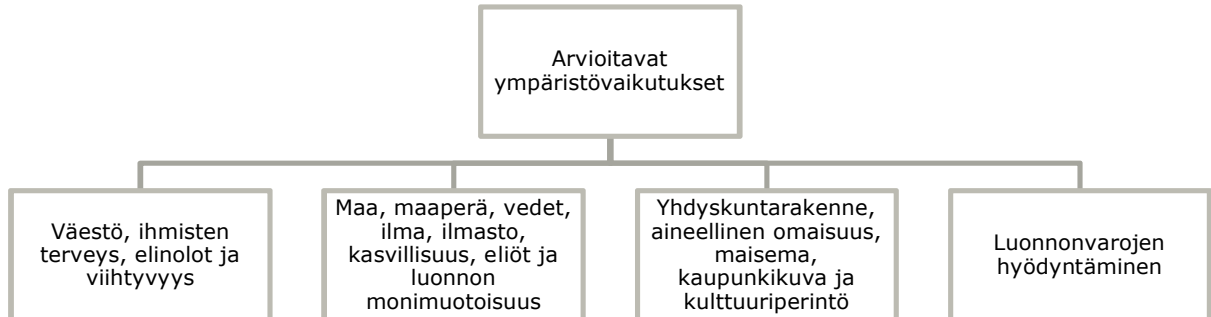 Arvioitavat
ympäristövaikutukset
Väestö, ihmisten
terveys, elinolot ja
viihtyvyys
Maa, maaperä, vedet,
ilma, ilmasto,
kasvillisuus, eliöt ja
luonnon
monimuotoisuus
Yhdyskuntarakenne,
aineellinen omaisuus,
maisema,
kaupunkikuva ja
kulttuuriperintö
Luonnonvarojen
hyödyntäminen